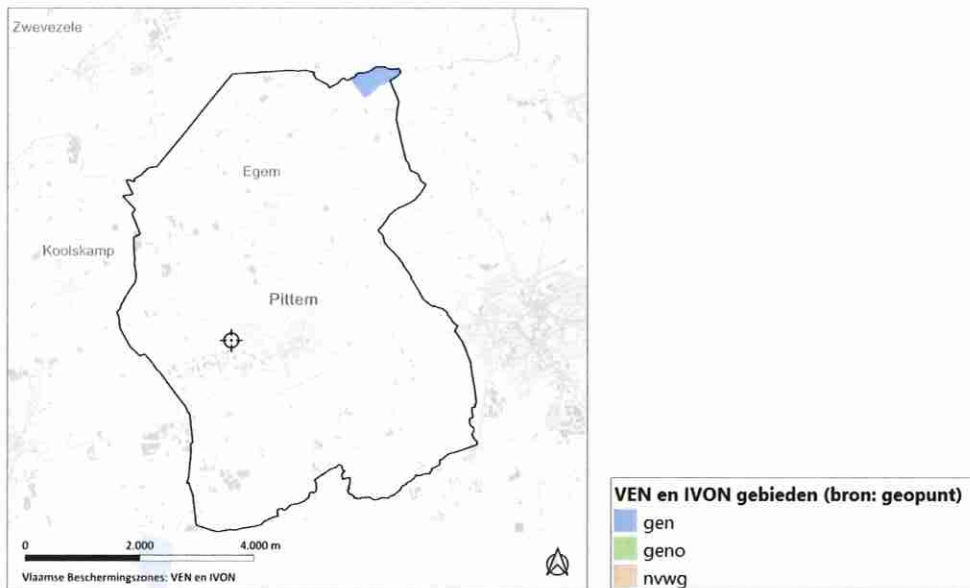 Zwevezele
Egem
Koolskamp
Pittem
0 2.000 4.000 m
Vlaamse Beschermingszones: VEN en IVON
VEN en IVON gebieden (bron: geopunt)
gen
geno
nvwg